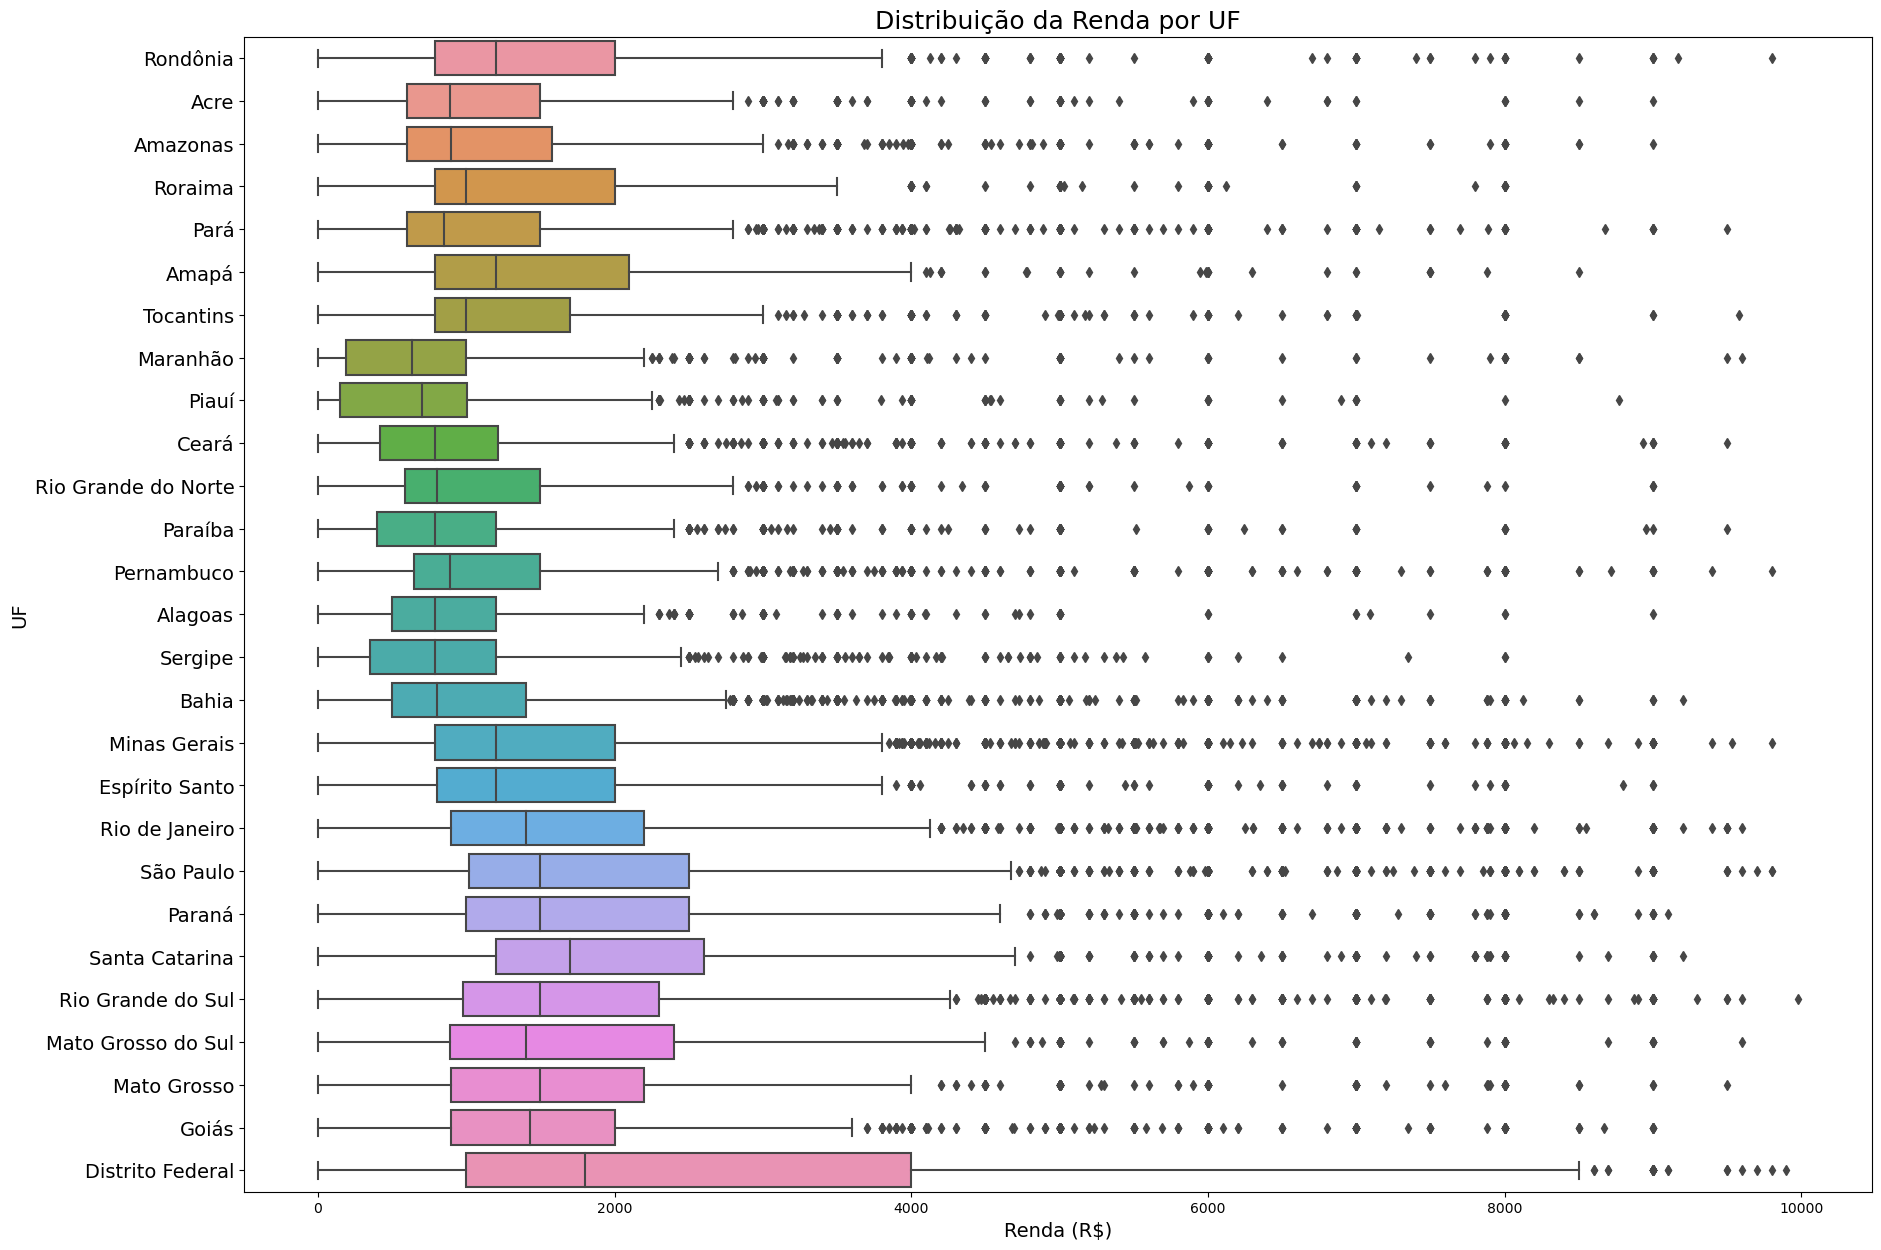 Distribuição da Renda por UF
Rondônia
Acre
Amazonas
Roraima
Pará
Amapá
Tocantins
Maranhão
Piauí
Ceará
Rio Grande do Norte
Paraíba
Pernambuco
Alagoas
Sergipe
Bahia
Minas Gerais
Espírito Santo
Rio de Janeiro
São Paulo
Paraná
Santa Catarina
Rio Grande do Sul
Mato Grosso do Sul
Mato Grosso
Goiás
Distrito Federal
UF
0 2000 4000 6000 8000 10000
Renda (R$)